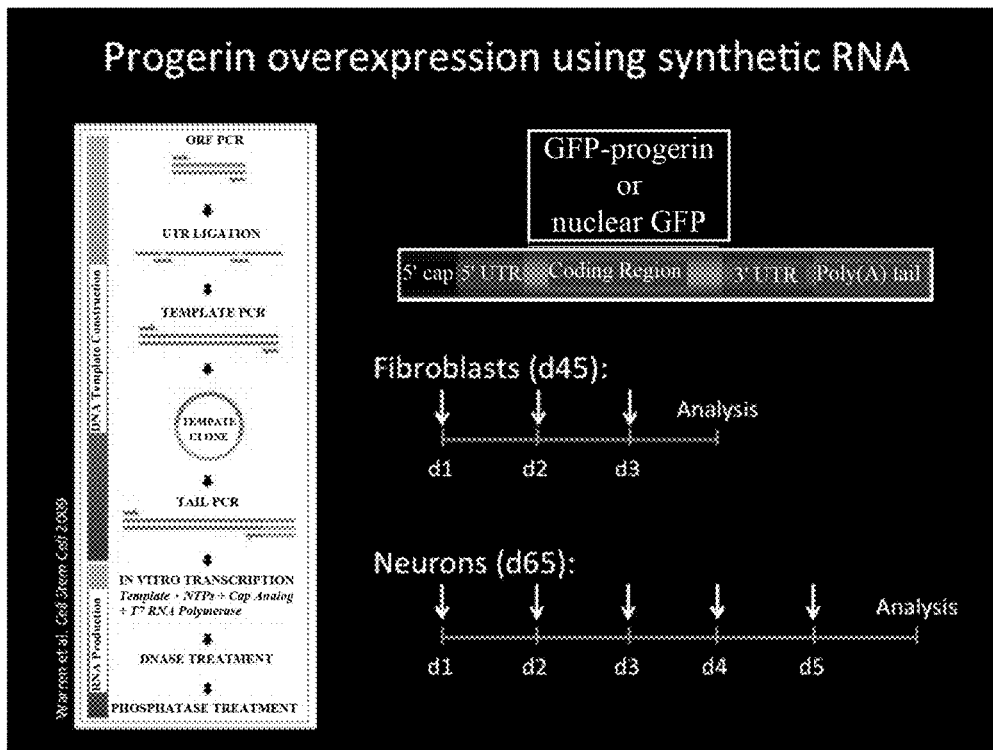 Progerin overexpression using synthetic RNA
ORF PCR
UTR LIGATION
TEMPLATE PCR
TEMPATE
CLONE
TAIL PCR
IN VITRO TRANSCRIPTION
Template + NTPs + Cap Analog
+ T7 RNA Polymerase
DNASE TREATMENT
PHOSPHATASE TREATMENT
DNA Template Construction
RNA Production
Warren et al. Cell Stem Cell 2009
GFP-progerin
or
nuclear GFP
5' cap 5' UTR Coding Region 3' UTR Poly(A) tail
Fibroblasts (d45):
Analysis
d1 d2 d3
Neurons (d65):
Analysis
d1 d2 d3 d4 d5